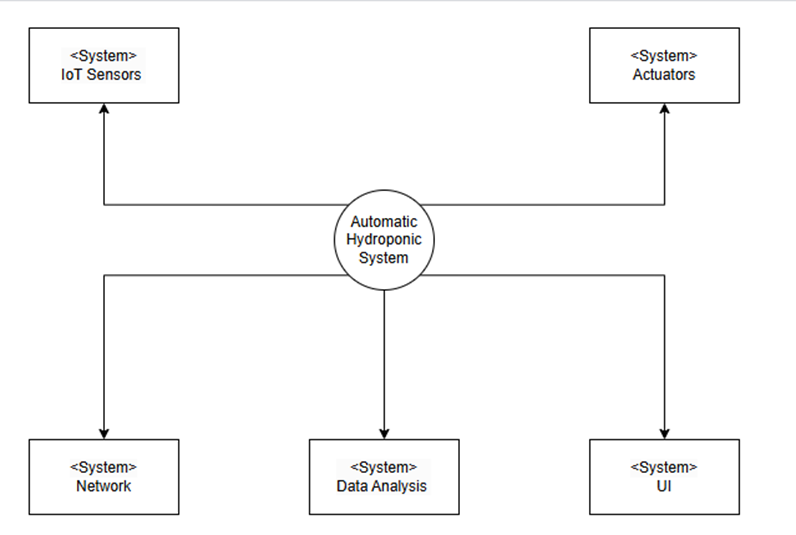 <System>
IoT Sensors
<System>
Actuators
Automatic
Hydroponic
System
<System>
Network
<System>
Data Analysis
<System>
UI